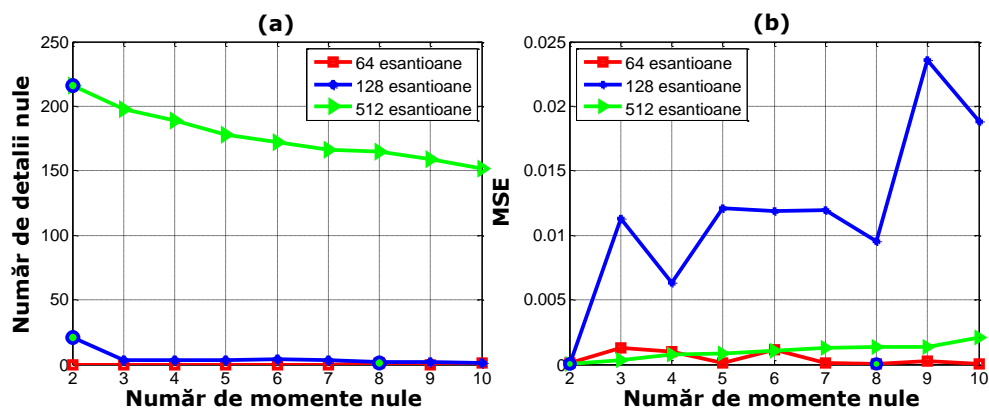 (a)
250
200
150
100
50
0
2 3 4 5 6 7 8 9 10
Număr de detalii nule
Număr de momente nule
64 esantioane
128 esantioane
512 esantioane
(b)
0.025
0.02
0.015
0.01
0.005
0
2 3 4 5 6 7 8 9 10
MSE
Număr de momente nule
64 esantioane
128 esantioane
512 esantioane